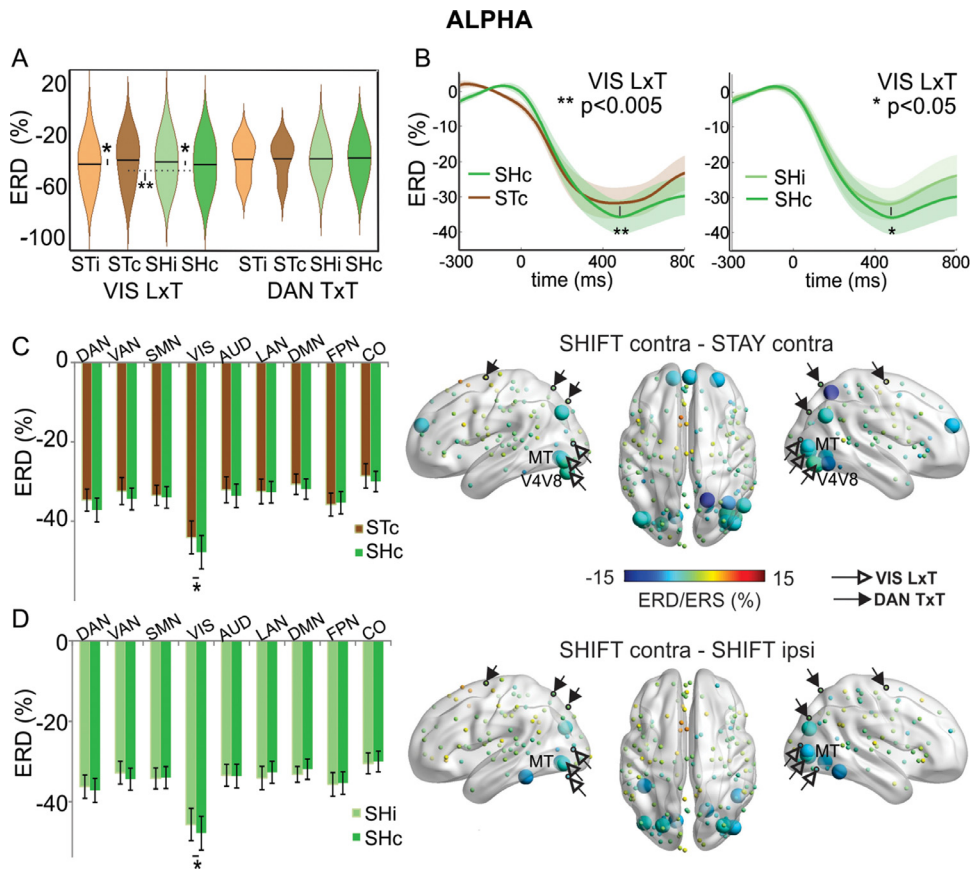 ALPHA
A
ERD (%)
20
-20
-60
-100
*
**
*
STi STc SHi SHc STi STc SHi SHc
VIS LxT DAN TxT
B
ERD (%)
0
-10
-20
-30
-40
VIS LxT
** p<0.005
SHc
STc
**
-300 0 400 800
time (ms)
0
-10
-20
-30
-40
VIS LxT
* p<0.05
SHi
SHc
*
-300 0 400 800
time (ms)
C
DAN VAN SMN VIS AUD LAN DMN FPN CO
ERD (%)
0
-20
-40
STc
SHc
*
SHIFT contra - STAY contra
MT
V4V8
MT
V4V8
-15 15
ERD/ERS (%)
VIS LxT
DAN TxT
D
DAN VAN SMN VIS AUD LAN DMN FPN CO
ERD (%)
0
-20
-40
SHi
SHc
*
SHIFT contra - SHIFT ipsi
MT
MT